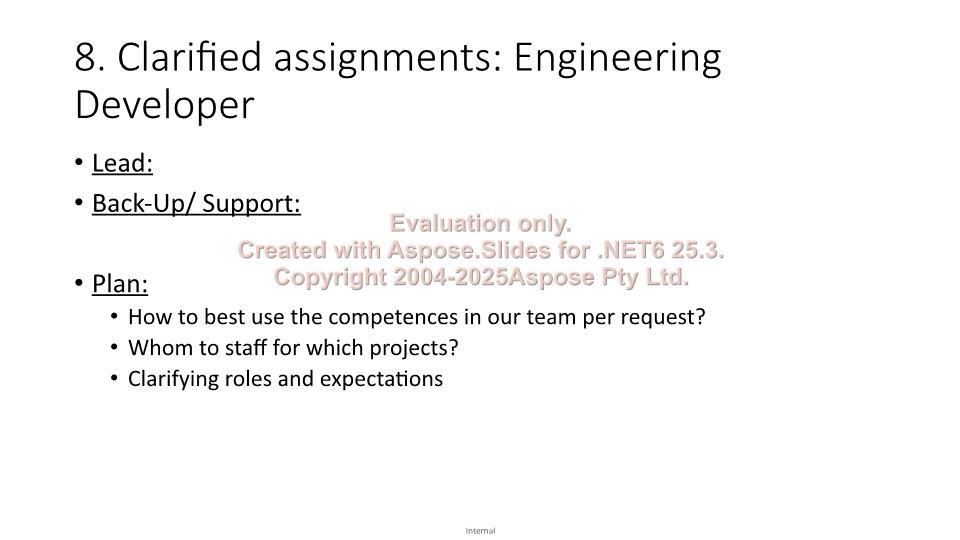 8. Clarified assignments: Engineering
Developer
• Lead:
• Back-Up/ Support:
Evaluation only.
Created with Aspose.Slides for .NET6 25.3.
Copyright 2004-2025Aspose Pty Ltd.
• Plan:
• How to best use the competences in our team per request?
• Whom to staff for which projects?
• Clarifying roles and expectations
Internal